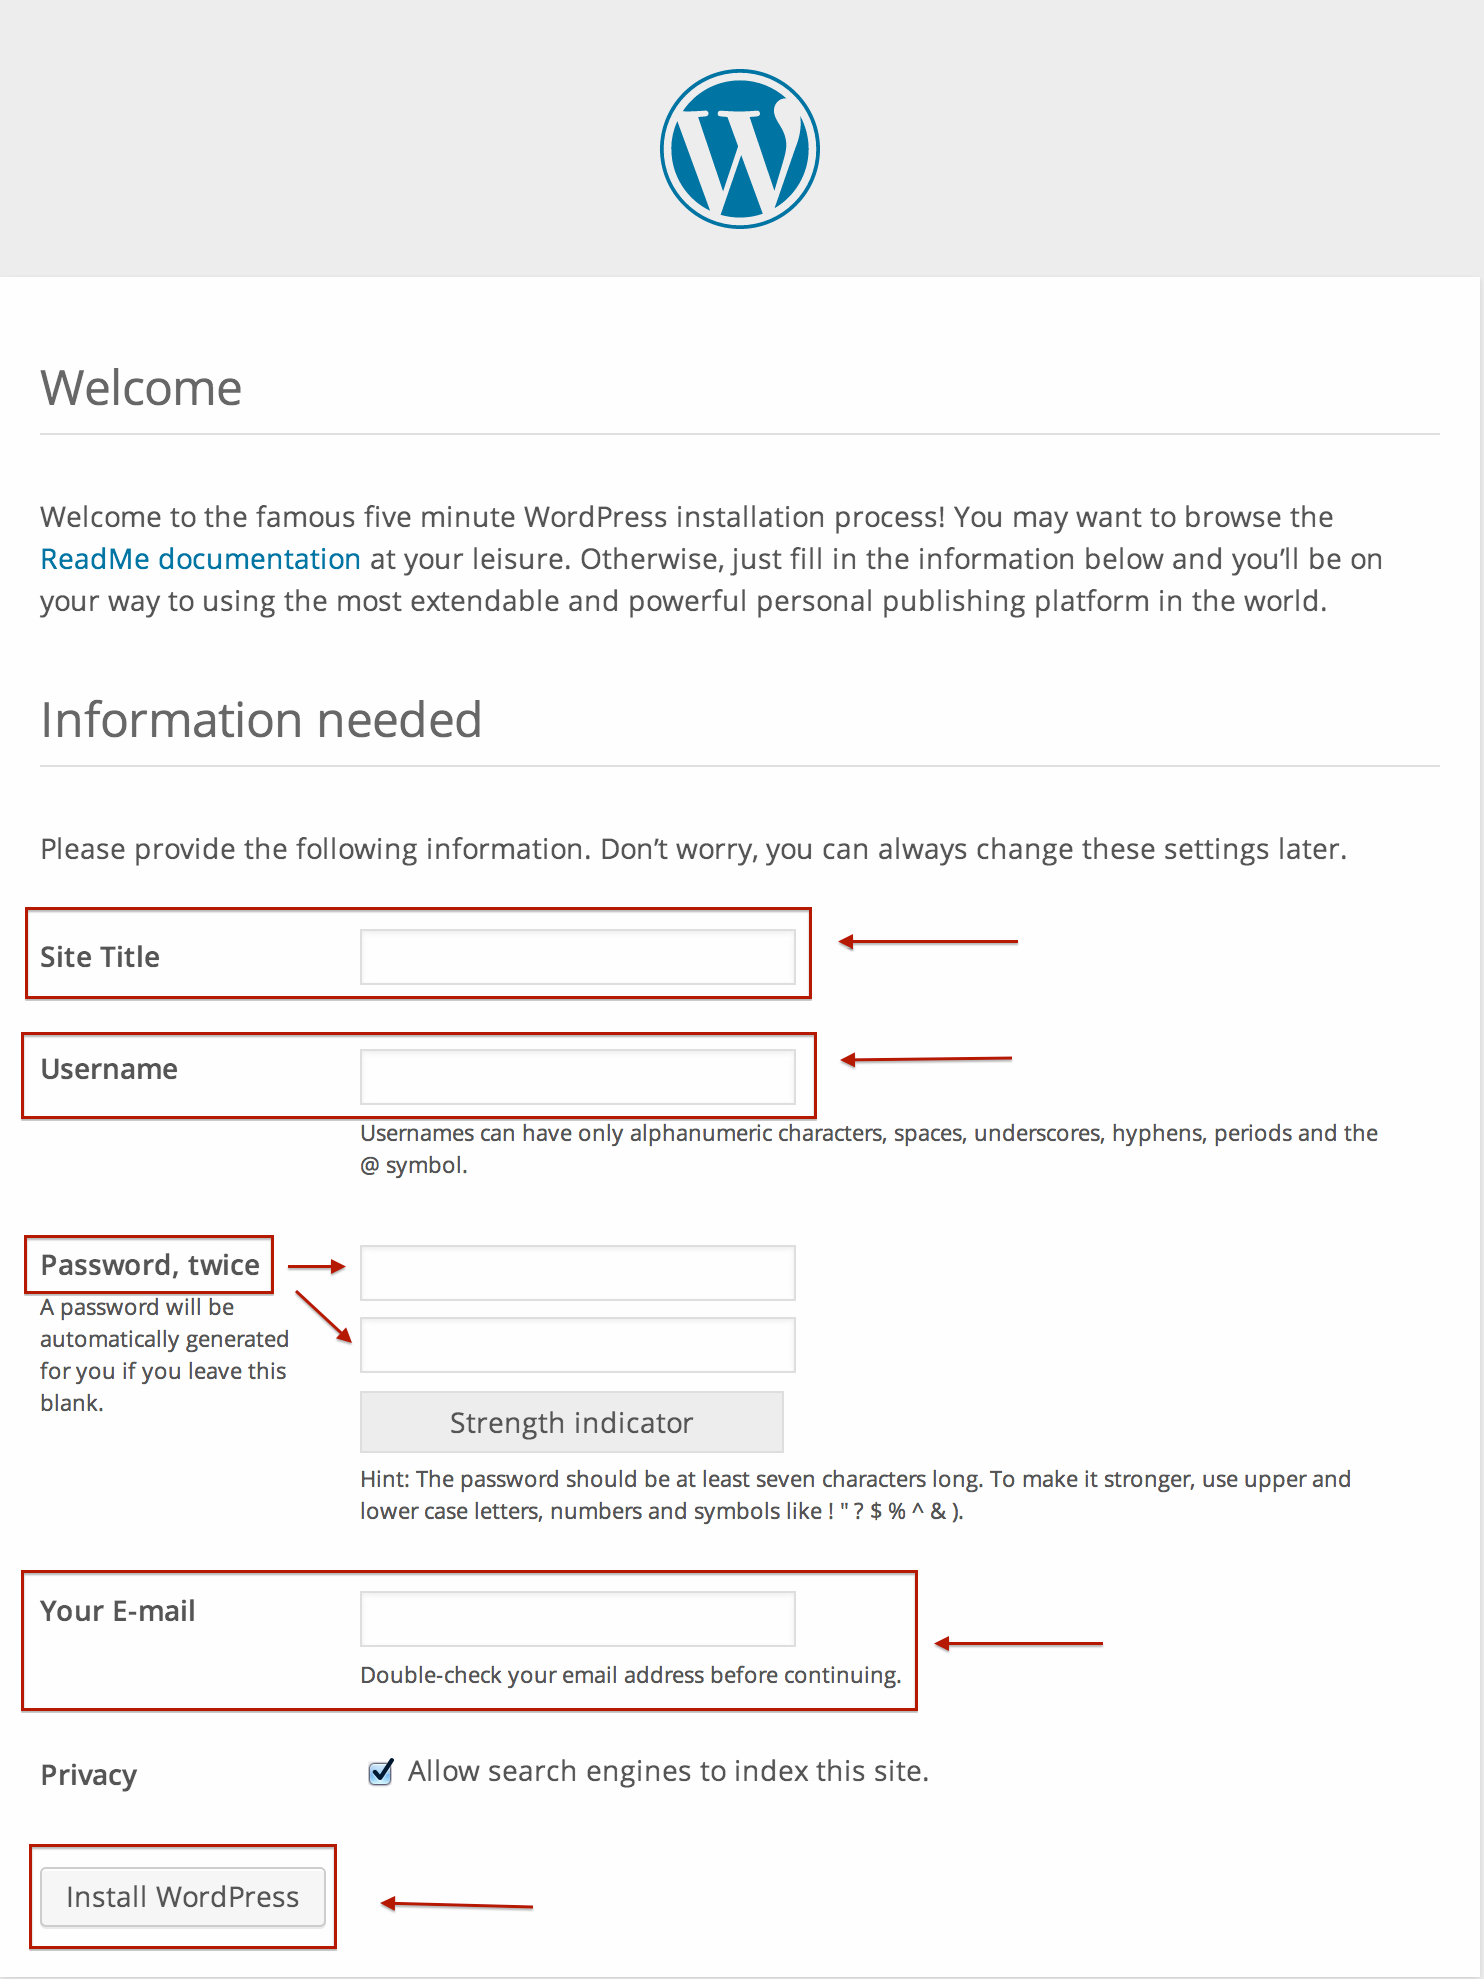 Welcome
Welcome to the famous five minute WordPress installation process! You may want to browse the
ReadMe documentation at your leisure. Otherwise, just fill in the information below and you’ll be on
your way to using the most extendable and powerful personal publishing platform in the world.
Information needed
Please provide the following information. Don’t worry, you can always change these settings later.
Site Title
Username
Usernames can have only alphanumeric characters, spaces, underscores, hyphens, periods and the
@ symbol.
Password, twice
A password will be
automatically generated
for you if you leave this
blank.
Strength indicator
Hint: The password should be at least seven characters long. To make it stronger, use upper and
lower case letters, numbers and symbols like ! " ? $ % ^ & ).
Your E-mail
Double-check your email address before continuing.
Privacy
Allow search engines to index this site.
Install WordPress